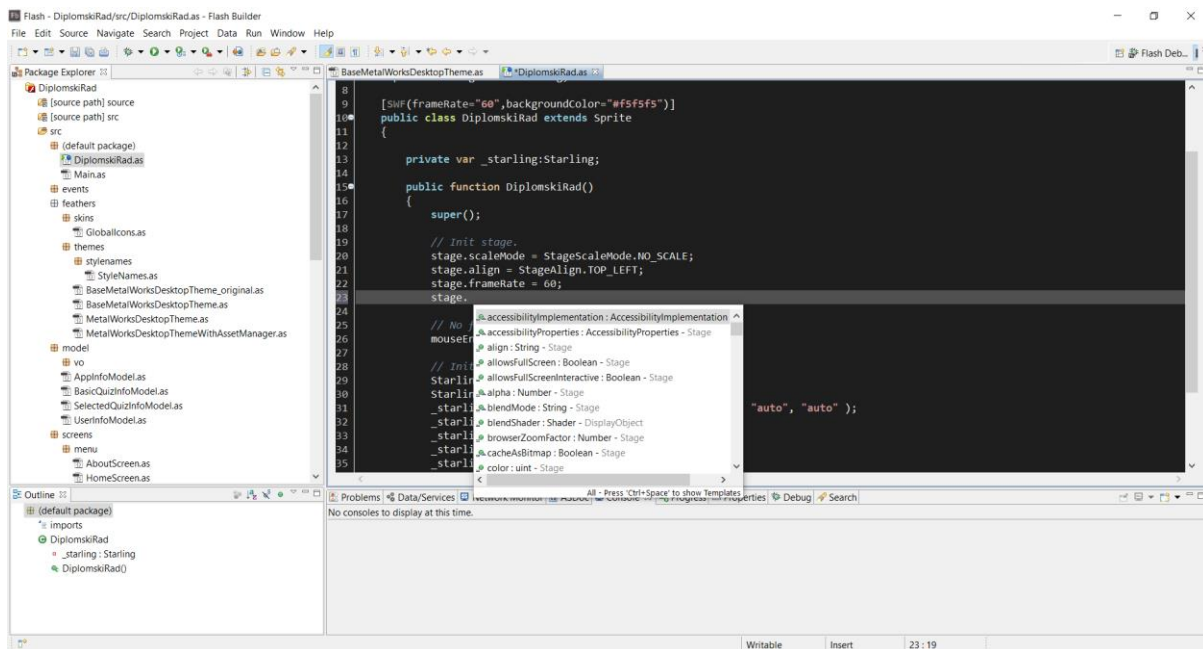 Flash - DiplomskiRad/src/DiplomskiRad.as - Flash Builder
File Edit Source Navigate Search Project Data Run Window Help
Flash Deb...
Package Explorer
DiplomskiRad
[source path] source
[source path] src
src
(default package)
DiplomskiRad.as
Main.as
events
feathers
skins
GlobalIcons.as
themes
stylenames
StyleNames.as
BaseMetalWorksDesktopTheme_original.as
BaseMetalWorksDesktopTheme.as
MetalWorksDesktopTheme.as
MetalWorksDesktopThemeWithAssetManager.as
model
vo
AppInfoModel.as
BasicQuizInfoModel.as
SelectedQuizInfoModel.as
UserInfoModel.as
screens
menu
AboutScreen.as
HomeScreen.as
BaseMetalWorksDesktopTheme.as *DiplomskiRad.as
8
9 [SWF(frameRate="60",backgroundColor="#f5f5f5")]
10 public class DiplomskiRad extends Sprite
11 {
12
13 private var _starling:Starling;
14
15 public function DiplomskiRad()
16 {
17 super();
18
19 // Init stage.
20 stage.scaleMode = StageScaleMode.NO_SCALE;
21 stage.align = StageAlign.TOP_LEFT;
22 stage.frameRate = 60;
23 stage.
24
25 // No
26 mouseEn
27
28 // Init
29 Starlin
30 Starlin
31 _starli "auto", "auto" );
32 _starli
33 _starli
34 _starli
35 _starli
accessibilityImplementation : AccessibilityImplementation
accessibilityProperties : AccessibilityProperties - Stage
align : String - Stage
allowsFullScreen : Boolean - Stage
allowsFullScreenInteractive : Boolean - Stage
alpha : Number - Stage
blendMode : String - Stage
blendShader : Shader - DisplayObject
browserZoomFactor : Number - Stage
cacheAsBitmap : Boolean - Stage
color : uint - Stage
All - Press 'Ctrl+Space' to show Templates
Outline
(default package)
imports
DiplomskiRad
_starling : Starling
DiplomskiRad()
Problems Data/Services Network Monitor ASDoc Console Progress Properties Debug Search
No consoles to display at this time.
Writable Insert 23 : 19